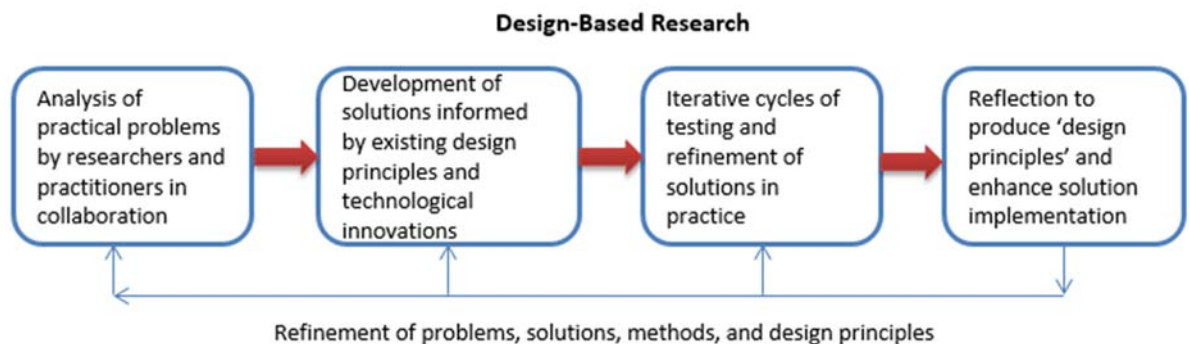 Design-Based Research
Analysis of
practical problems
by researchers and
practitioners in
collaboration
Development of
solutions informed
by existing design
principles and
technological
innovations
Iterative cycles of
testing and
refinement of
solutions in
practice
Reflection to
produce ‘design
principles’ and
enhance solution
implementation
Refinement of problems, solutions, methods, and design principles